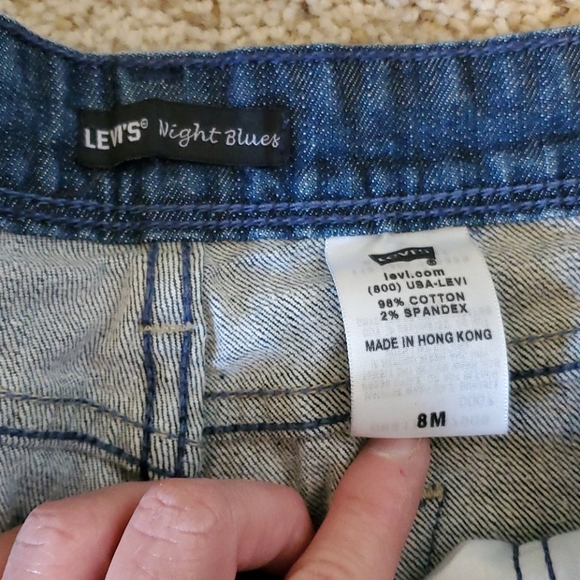 LEVI'S® Night Blues
Levi's ®
levi.com
(800) USA-LEVI
98% COTTON
2% SPANDEX
MADE IN HONG KONG
8M